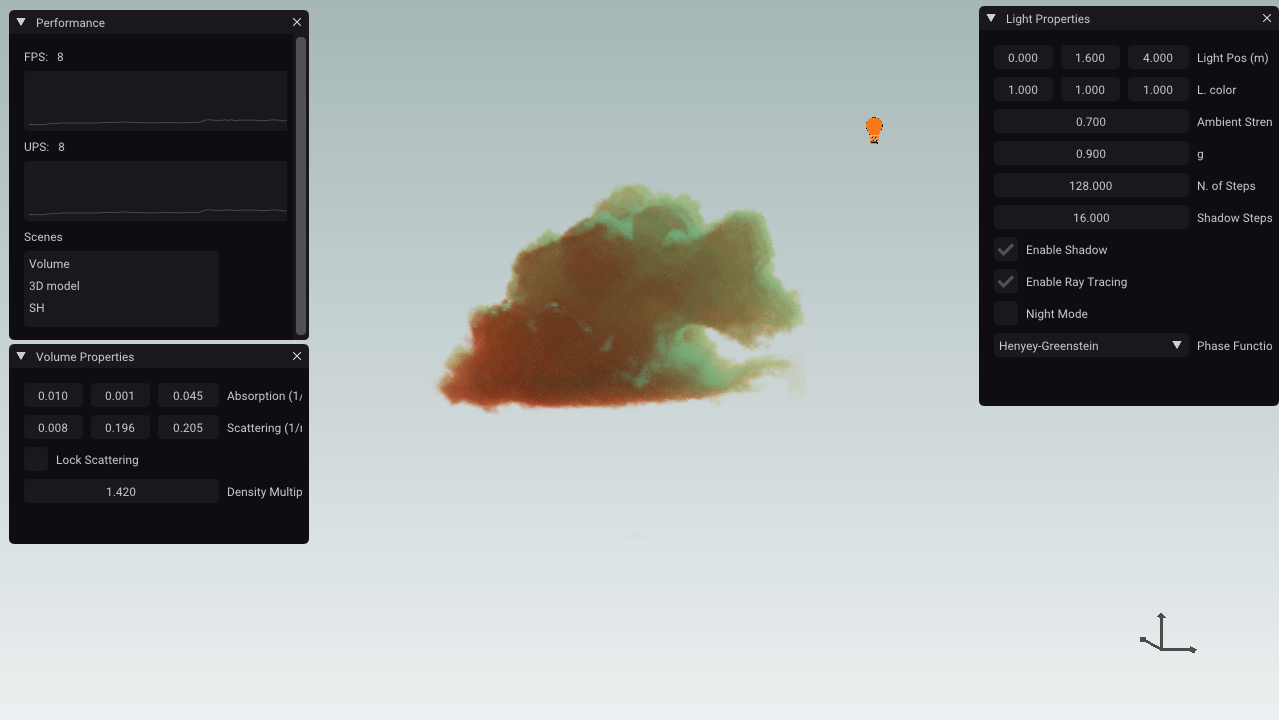 Performance
FPS: 8
UPS: 8
Scenes
Volume
3D model
SH
Volume Properties
0.010 0.001 0.045 Absorption (1/
0.008 0.196 0.205 Scattering (1/
Lock Scattering
1.420 Density Multip
Light Properties
0.000 1.600 4.000 Light Pos (m)
1.000 1.000 1.000 L. color
0.700 Ambient Stren
0.900 g
128.000 N. of Steps
16.000 Shadow Steps
Enable Shadow
Enable Ray Tracing
Night Mode
Henyey-Greenstein Phase Functio